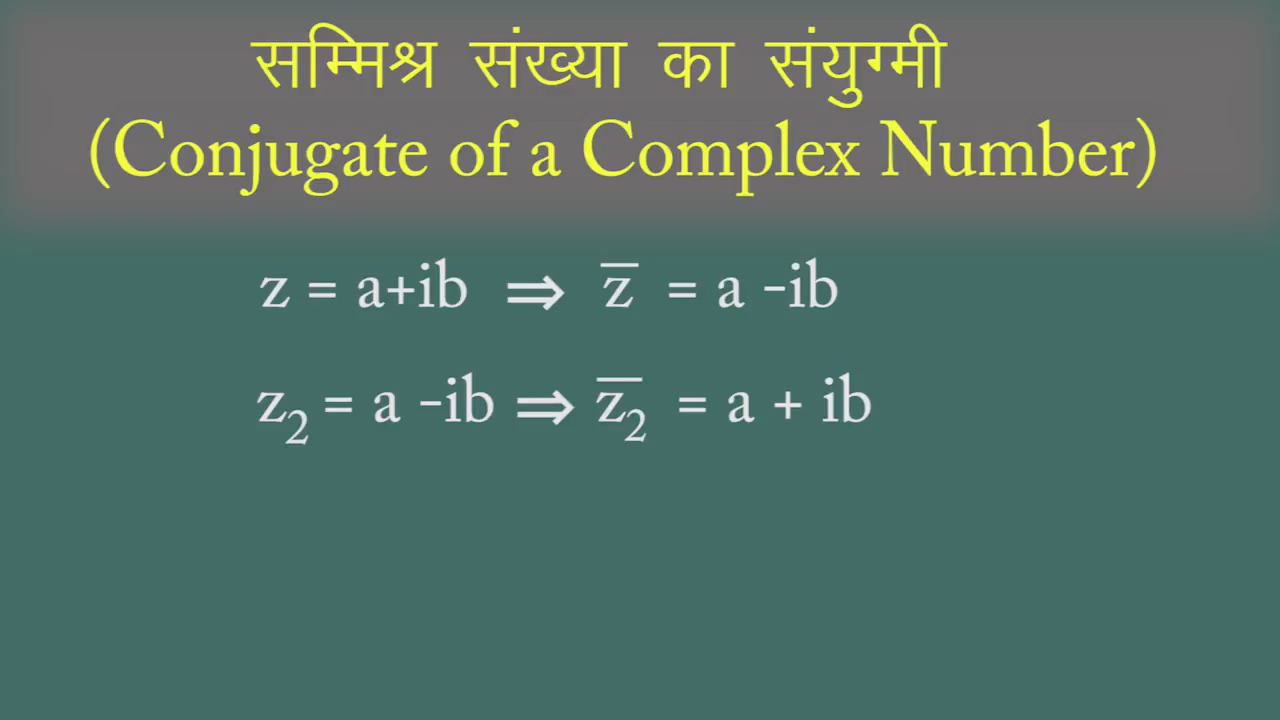 सम्मिश्र संख्या का संयुग्मी
(Conjugate of a Complex Number)
z = a+ib ⇒ z̅ = a -ib
z₂ = a -ib ⇒ z̅₂ = a + ib